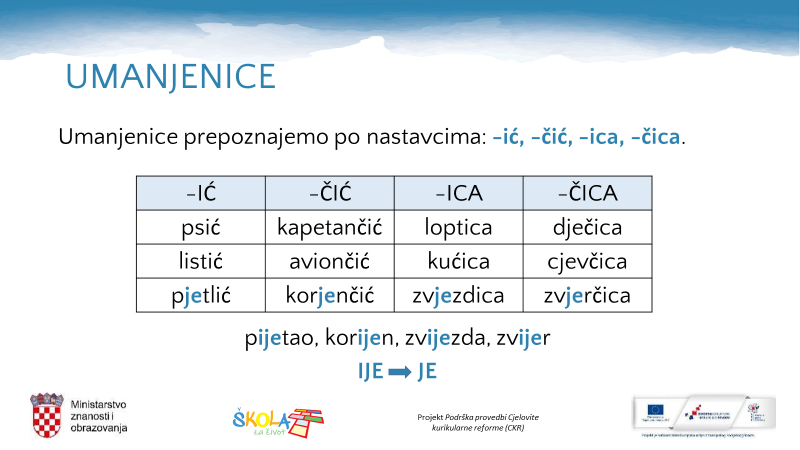 UMANJENICE
Umanjenice prepoznajemo po nastavcima: -ić, -čić, -ica, -čica.
-IĆ -ČIĆ -ICA -ČICA
psić kapetančić loptica dječica
listić aviončić kućica cjevčica
pjetlić korjenčić zvjezdica zvjerčica
pijetao, korijen, zvijezda, zvijer
IJE ➡ JE
Ministarstvo
znanosti i
obrazovanja
ŠKOLA
za život
Projekt Podrška provedbi Cjelovite
kurikularne reforme (CKR)